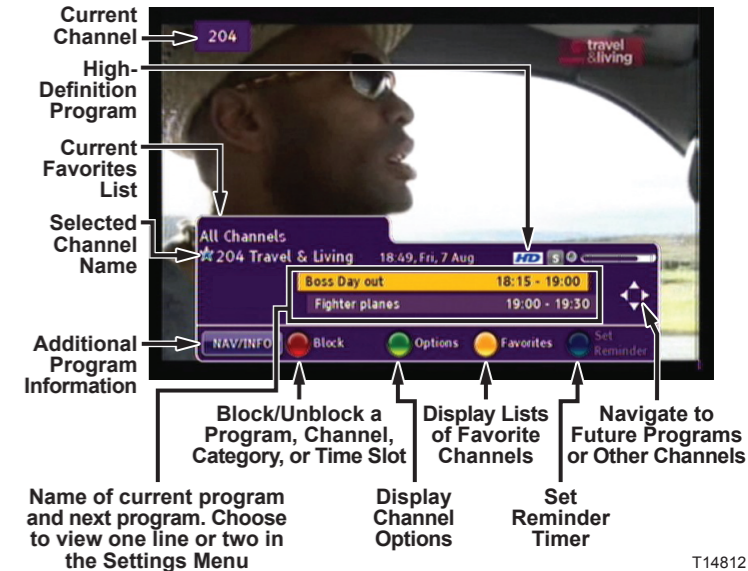 Current
Channel
204
travel
&living
High-
Definition
Program
Current
Favorites
List
Selected
Channel
Name
All Channels
204 Travel & Living 18:49, Fri, 7 Aug HD S
Boss Day out 18:15 - 19:00
Fighter planes 19:00 - 19:30
Additional
Program
Information
NAV/INFO Block Options Favorites Set
Reminder
Block/Unblock a
Program, Channel,
Category, or Time Slot
Display Lists
of Favorite
Channels
Navigate to
Future Programs
or Other Channels
Name of current program
and next program. Choose
to view one line or two in
the Settings Menu
Display
Channel
Options
Set
Reminder
Timer
T14812